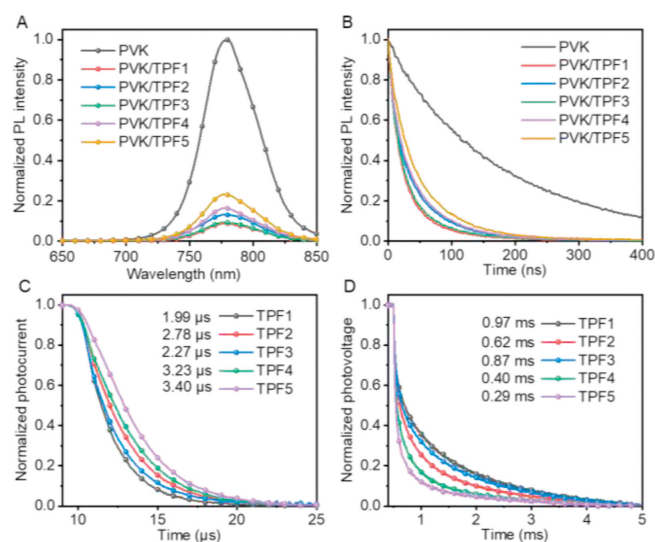 A
Normalized PL intensity
1.0
0.8
0.6
0.4
0.2
0.0
PVK
PVK/TPF1
PVK/TPF2
PVK/TPF3
PVK/TPF4
PVK/TPF5
650 700 750 800 850
Wavelength (nm)
B
Normalized PL intensity
1.0
0.8
0.6
0.4
0.2
0.0
PVK
PVK/TPF1
PVK/TPF2
PVK/TPF3
PVK/TPF4
PVK/TPF5
0 100 200 300 400
Time (ns)
C
Normalized photocurrent
1.0
0.8
0.6
0.4
0.2
0.0
1.99 µs TPF1
2.78 µs TPF2
2.27 µs TPF3
3.23 µs TPF4
3.40 µs TPF5
10 15 20 25
Time (µs)
D
Normalized photovoltage
1.0
0.8
0.6
0.4
0.2
0.0
0.97 ms TPF1
0.62 ms TPF2
0.87 ms TPF3
0.40 ms TPF4
0.29 ms TPF5
1 2 3 4 5
Time (ms)